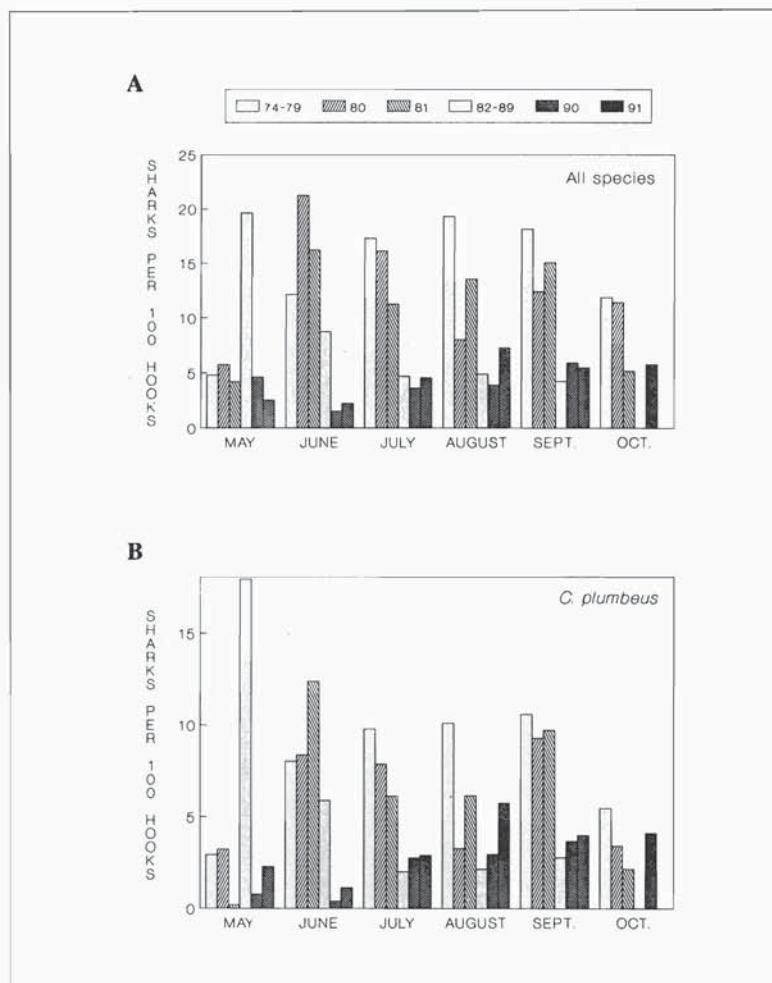 A
74-79 80 81 82-89 90 91
All species
SHARKS PER 100 HOOKS
25
20
15
10
5
0
MAY JUNE JULY AUGUST SEPT. OCT.
B
C. plumbeus
SHARKS PER 100 HOOKS
15
10
5
0
MAY JUNE JULY AUGUST SEPT. OCT.